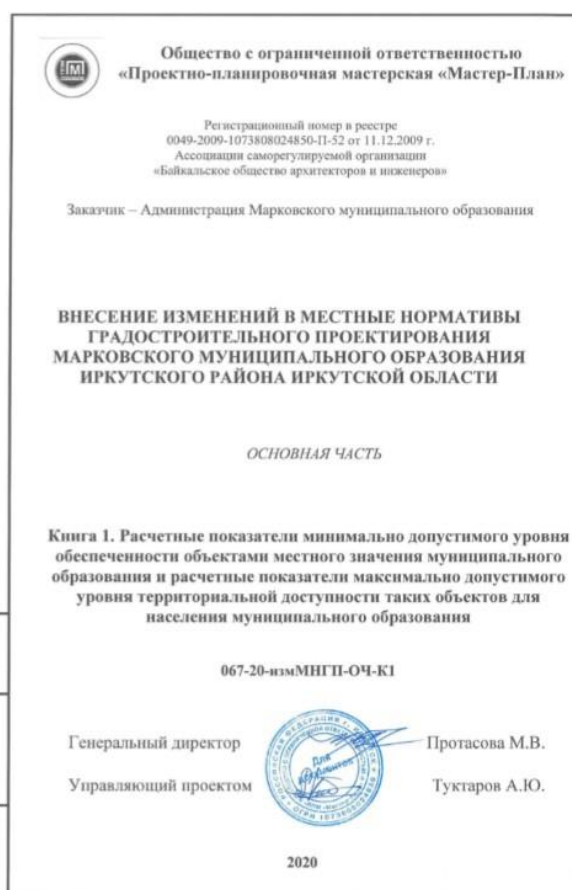 Общество с ограниченной ответственностью
«Проектно-планировочная мастерская «Мастер-План»
Регистрационный номер в реестре
0049-2009-1073808024850-П-52 от 11.12.2009 г.
Ассоциации саморегулируемой организации
«Байкальское общество архитекторов и инженеров»
Заказчик – Администрация Марковского муниципального образования
ВНЕСЕНИЕ ИЗМЕНЕНИЙ В МЕСТНЫЕ НОРМАТИВЫ
ГРАДОСТРОИТЕЛЬНОГО ПРОЕКТИРОВАНИЯ
МАРКОВСКОГО МУНИЦИПАЛЬНОГО ОБРАЗОВАНИЯ
ИРКУТСКОГО РАЙОНА ИРКУТСКОЙ ОБЛАСТИ
ОСНОВНАЯ ЧАСТЬ
Книга 1. Расчетные показатели минимально допустимого уровня
обеспеченности объектами местного значения муниципального
образования и расчетные показатели максимально допустимого
уровня территориальной доступности таких объектов для
населения муниципального образования
067-20-измМНГП-ОЧ-К1
Генеральный директор Протасова М.В.
Для
документов
Управляющий проектом Туктаров А.Ю.
2020